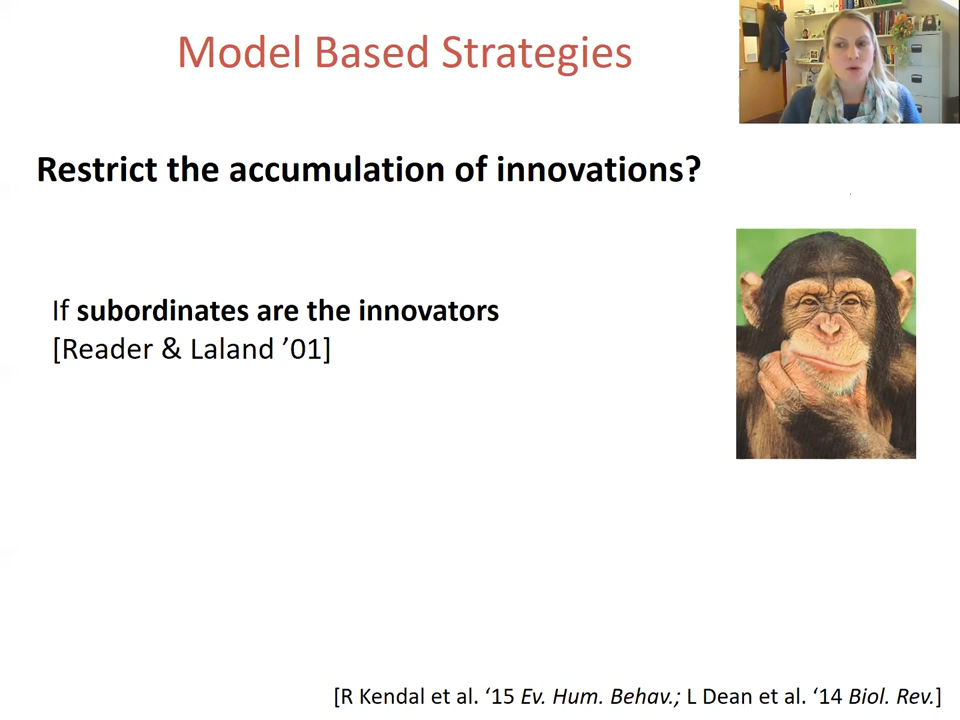 Model Based Strategies
Restrict the accumulation of innovations?
If subordinates are the innovators
[Reader & Laland ’01]
[R Kendal et al. ‘15 Ev. Hum. Behav.; L Dean et al. ‘14 Biol. Rev.]